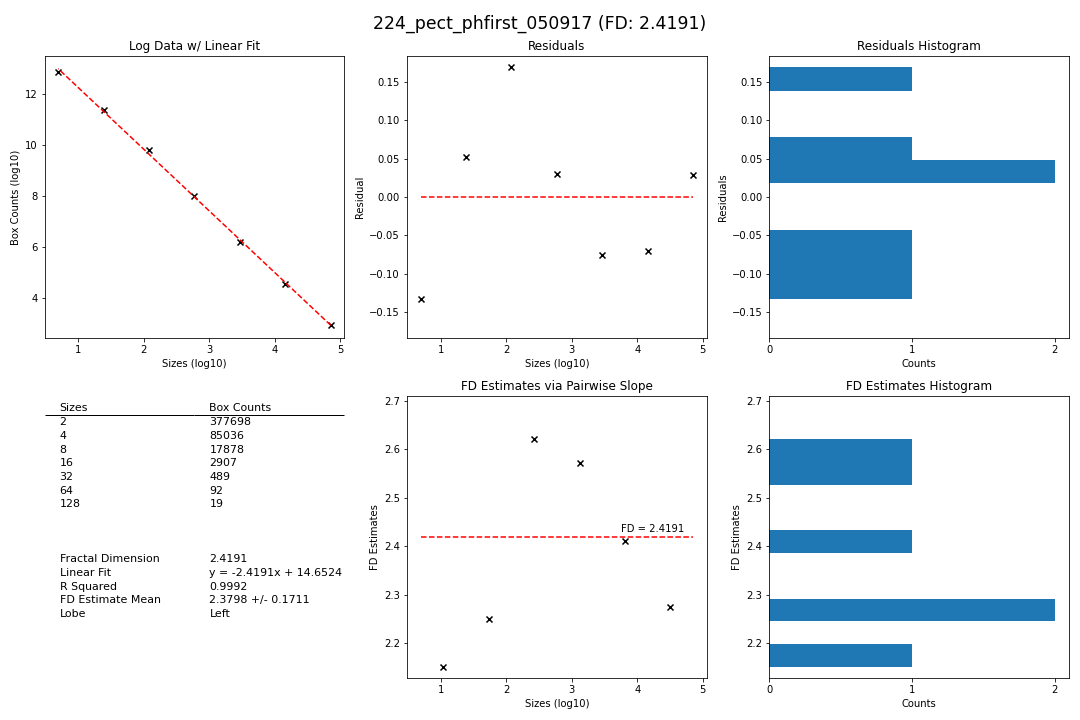 224_pect_phfirst_050917 (FD: 2.4191)
Log Data w/ Linear Fit
12
10
8
6
4
Box Counts (log10)
1 2 3 4 5
Sizes (log10)
Residuals
0.15
0.10
0.05
0.00
−0.05
−0.10
−0.15
Residual
1 2 3 4 5
Sizes (log10)
Residuals Histogram
0.15
0.10
0.05
0.00
−0.05
−0.10
−0.15
Residuals
0 1 2
Counts
Sizes Box Counts
2 377698
4 85036
8 17878
16 2907
32 489
64 92
128 19
Fractal Dimension 2.4191
Linear Fit y = -2.4191x + 14.6524
R Squared 0.9992
FD Estimate Mean 2.3798 +/- 0.1711
Lobe Left
FD Estimates via Pairwise Slope
2.7
2.6
2.5
2.4
2.3
2.2
FD Estimates
FD = 2.4191
1 2 3 4 5
Sizes (log10)
FD Estimates Histogram
2.7
2.6
2.5
2.4
2.3
2.2
FD Estimates
0 1 2
Counts